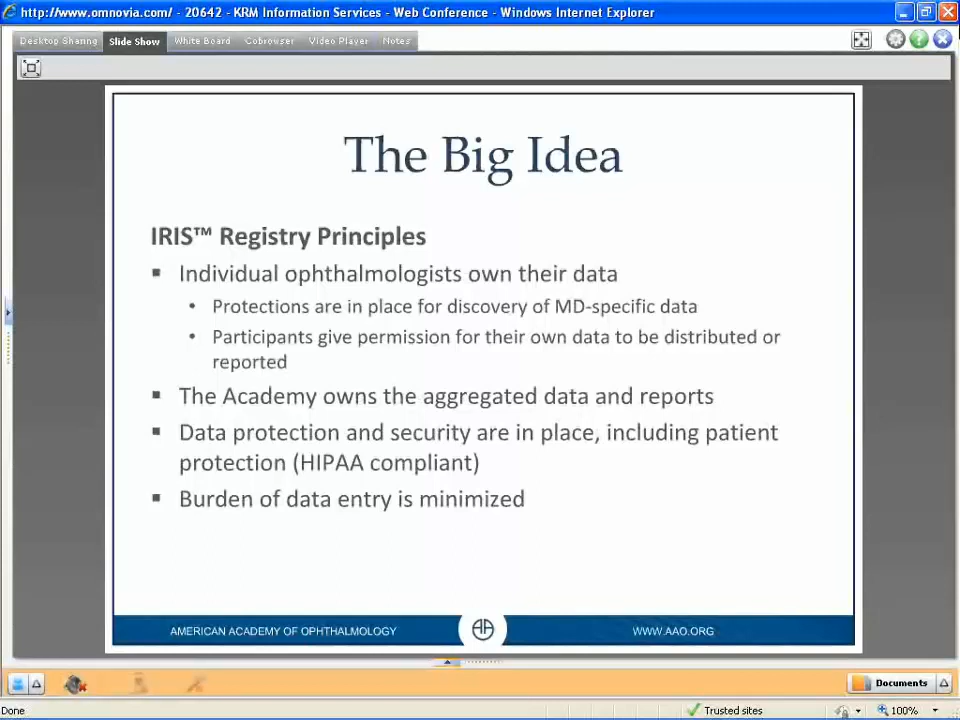 http://www.omnovia.com/ - 20642 - KRM Information Services - Web Conference - Windows Internet Explorer
Desktop Sharing Slide Show White Board Cobrowser Video Player Notes
The Big Idea
IRIS™ Registry Principles
▪ Individual ophthalmologists own their data
• Protections are in place for discovery of MD-specific data
• Participants give permission for their own data to be distributed or
reported
▪ The Academy owns the aggregated data and reports
▪ Data protection and security are in place, including patient
protection (HIPAA compliant)
▪ Burden of data entry is minimized
AMERICAN ACADEMY OF OPHTHALMOLOGY WWW.AAO.ORG
Documents
Done Trusted sites 100%